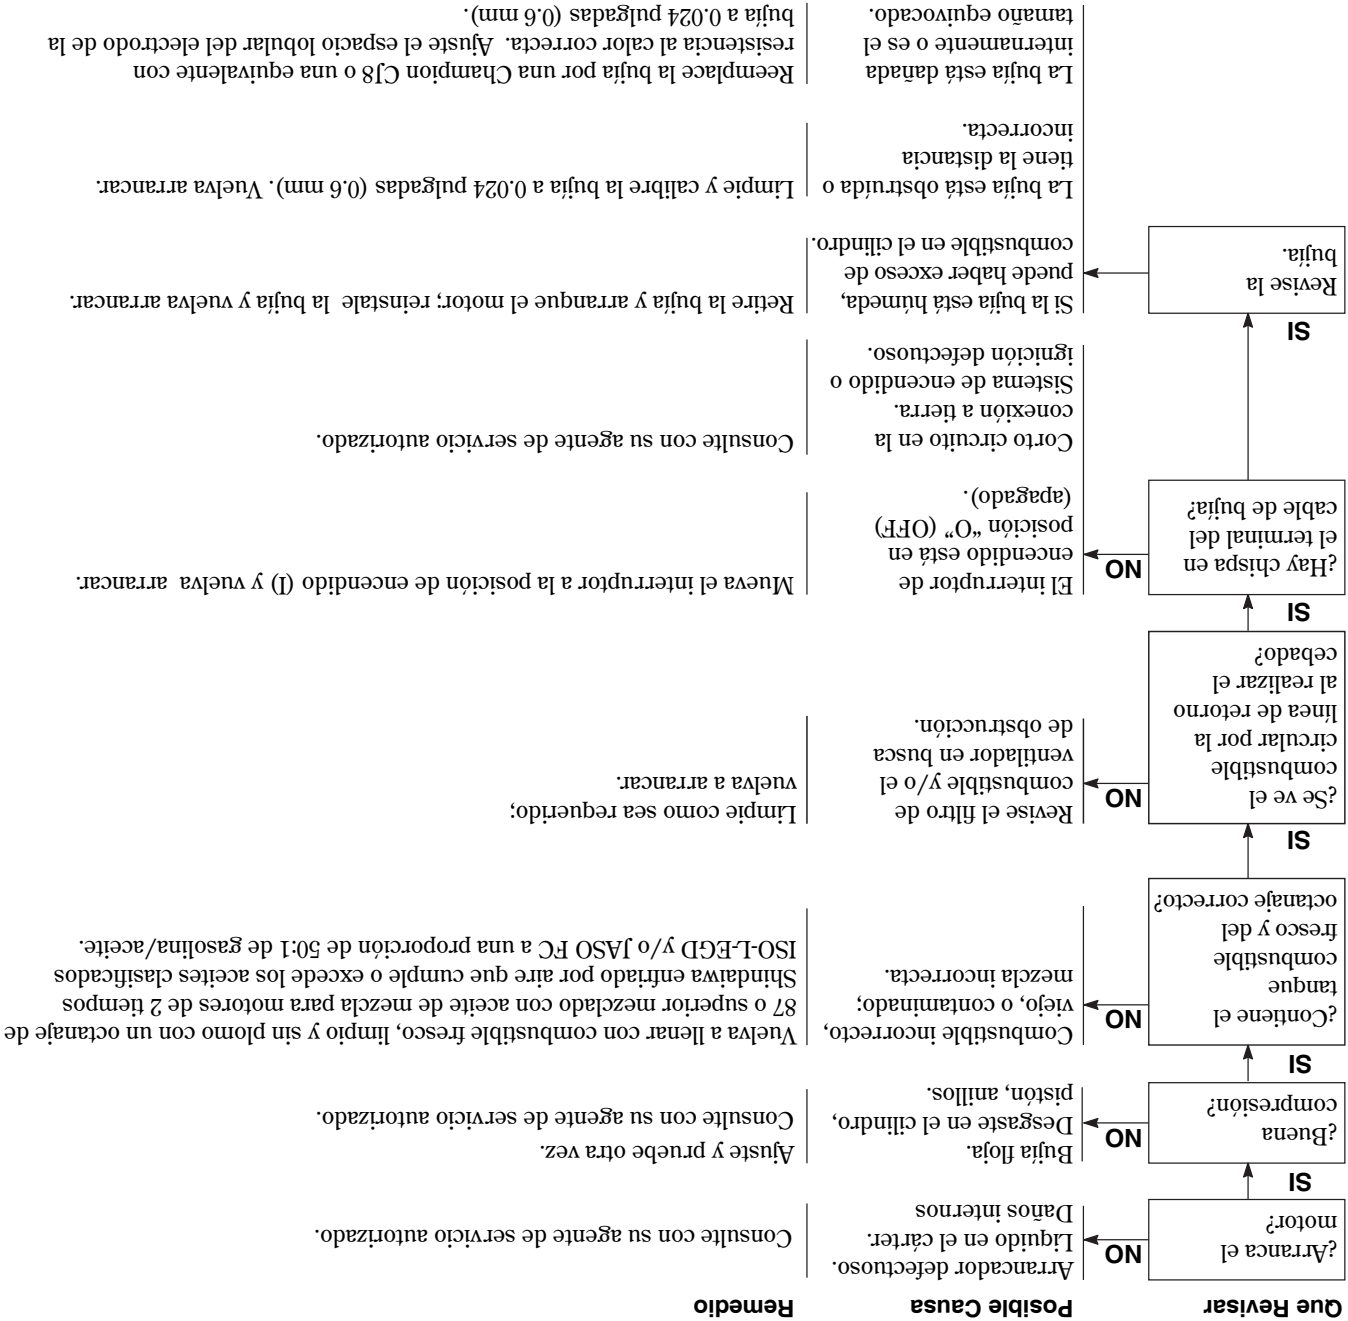 Que Revisar
Posible Causa
Remedio
¿Arranca el
motor?
NO
Arrancador defectuoso.
Liquido en el cárter.
Daños internos
Consulte con su agente de servicio autorizado.
SI
¿Buena
compresión?
NO
Bujía floja.
Desgaste en el cilindro,
pistón, anillos.
Ajuste y pruebe otra vez.
Consulte con su agente de servicio autorizado.
SI
¿Contiene el
tanque
combustible
fresco y del
octanaje correcto?
NO
Combustible incorrecto,
viejo, o contaminado;
mezcla incorrecta.
Vuelva a llenar con combustible fresco, limpio y sin plomo con un octanaje de
87 o superior mezclado con aceite de mezcla para motores de 2 tiempos
Shindaiwa enfriado por aire que cumple o excede los aceites clasificados
ISO-L-EGD y/o JASO FC a una proporción de 50:1 de gasolina/aceite.
SI
¿Se ve el
combustible
circular por la
línea de retorno
al realizar el
cebado?
NO
Revise el filtro de
combustible y/o el
ventilador en busca
de obstrucción.
Limpie como sea requerido;
vuelva a arrancar.
SI
¿Hay chispa en
el terminal del
cable de bujía?
NO
El interruptor de
encendido está en
posición “O” (OFF)
(apagado).
Mueva el interruptor a la posición de encendido (I) y vuelva arrancar.
Corto circuito en la
conexión a tierra.
Sistema de encendido o
ignición defectuoso.
Consulte con su agente de servicio autorizado.
SI
Revise la
bujía.
Si la bujía está húmeda,
puede haber exceso de
combustible en el cilindro.
Retire la bujía y arranque el motor; reinstale la bujía y vuelva arrancar.
La bujía está obstruída o
tiene la distancia
incorrecta.
Limpie y calibre la bujía a 0.024 pulgadas (0.6 mm). Vuelva arrancar.
La bujía está dañada
internamente o es el
tamaño equivocado.
Reemplace la bujía por una Champion CJ8 o una equivalente con
resistencia al calor correcta. Ajuste el espacio lobular del electrodo de la
bujía a 0.024 pulgadas (0.6 mm).